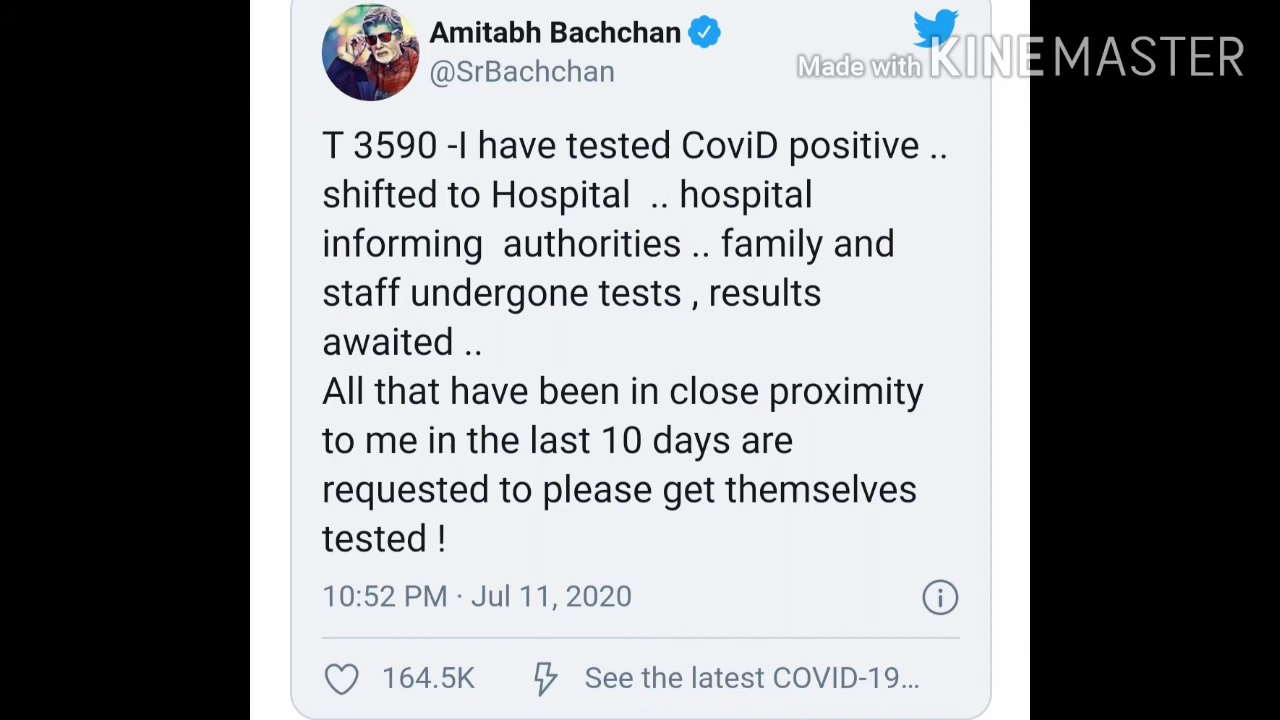 Amitabh Bachchan
@SrBachchan
Made with KINEMASTER
T 3590 -I have tested CoviD positive ..
shifted to Hospital  .. hospital
informing  authorities .. family and
staff undergone tests , results
awaited ..
All that have been in close proximity
to me in the last 10 days are
requested to please get themselves
tested !
10:52 PM · Jul 11, 2020
164.5K
See the latest COVID-19...